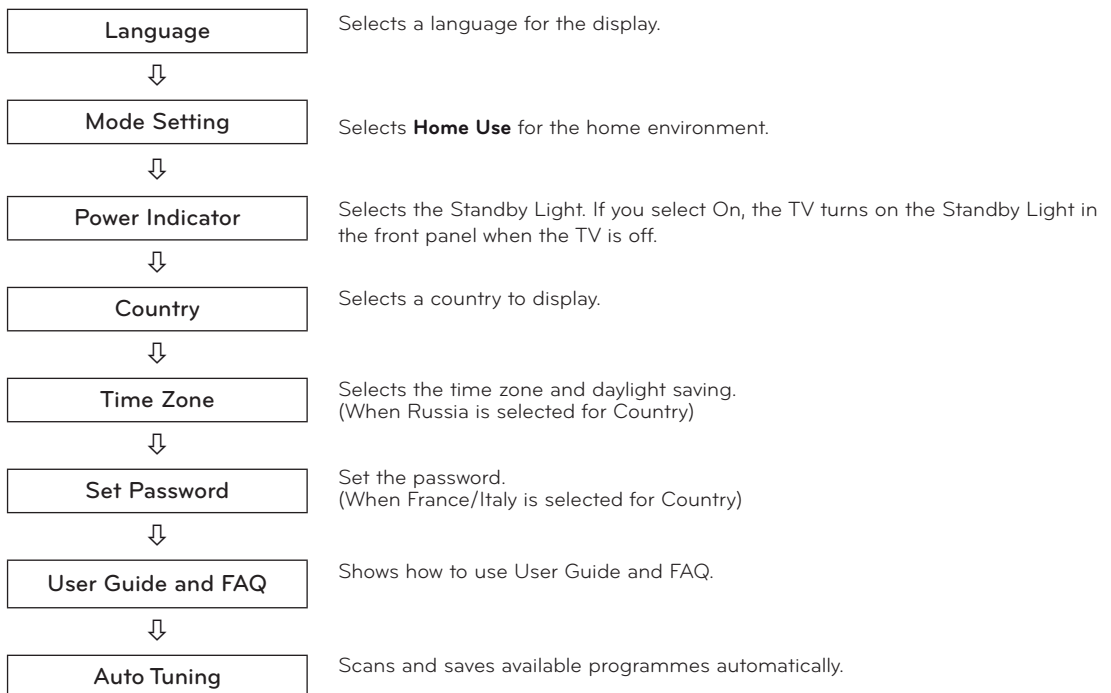 Language
Selects a language for the display.
Mode Setting
Selects Home Use for the home environment.
Power Indicator
Selects the Standby Light. If you select On, the TV turns on the Standby Light in
the front panel when the TV is off.
Country
Selects a country to display.
Time Zone
Selects the time zone and daylight saving.
(When Russia is selected for Country)
Set Password
Set the password.
(When France/Italy is selected for Country)
User Guide and FAQ
Shows how to use User Guide and FAQ.
Auto Tuning
Scans and saves available programmes automatically.